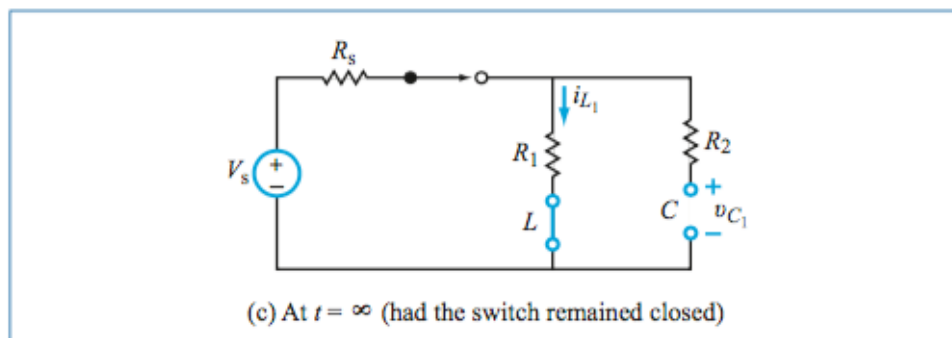 Rs
iL1
R1
R2
Vs
+
−
+
L
C
vC1
−
(c) At t = ∞ (had the switch remained closed)